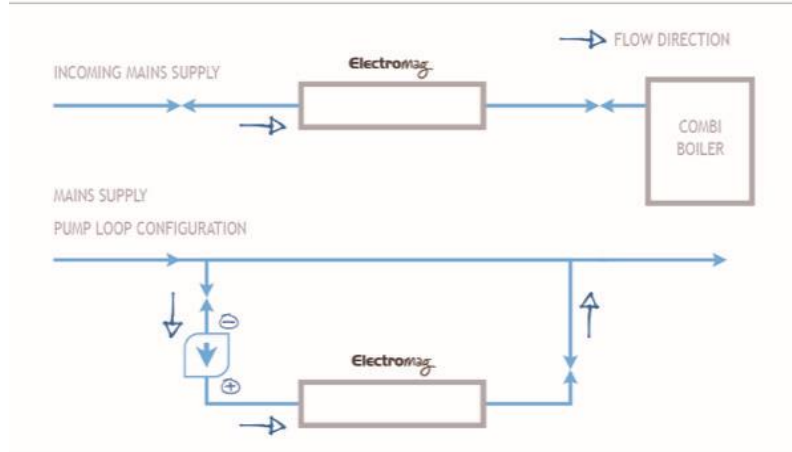 FLOW DIRECTION
Electromag
INCOMING MAINS SUPPLY
COMBI
BOILER
MAINS SUPPLY
PUMP LOOP CONFIGURATION
−
+
Electromag